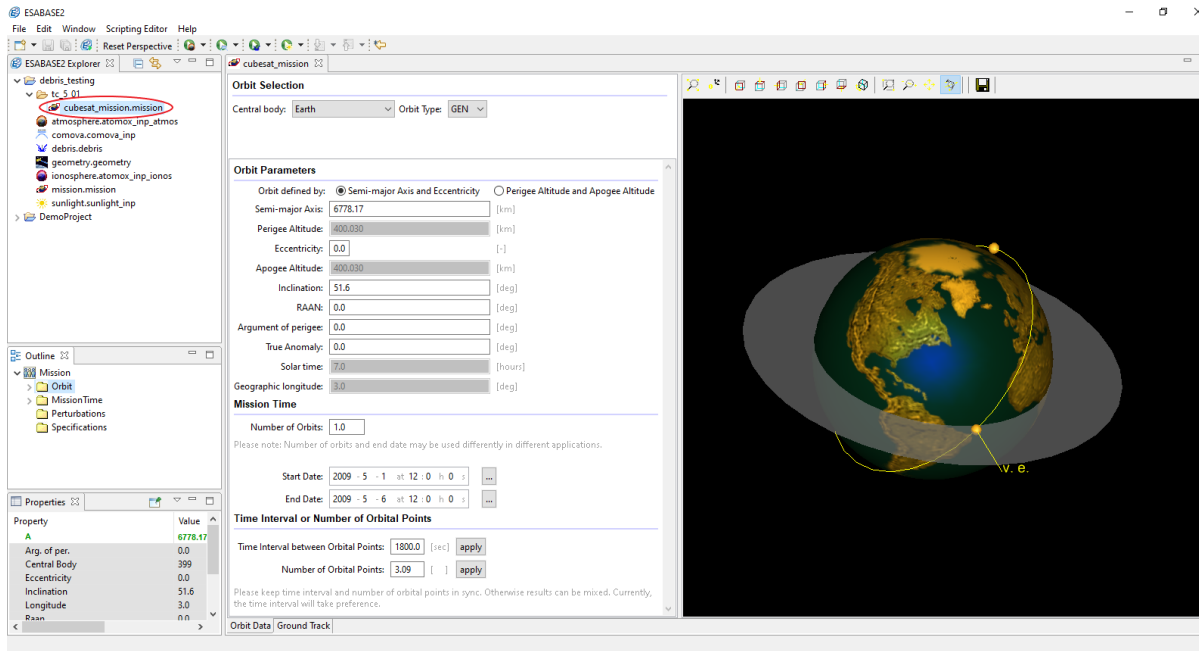 ESABASE2
File Edit Window Scripting Editor Help
Reset Perspective
ESABASE2 Explorer
debris_testing
tc_5_01
cubesat_mission.mission
atmosphere.atomox_inp_atmos
comova.comova_inp
debris.debris
geometry.geometry
ionosphere.atomox_inp_ionos
mission.mission
sunlight.sunlight_inp
DemoProject
Outline
Mission
Orbit
MissionTime
Perturbations
Specifications
Properties
Property Value
A 6778.17
Arg. of per. 0.0
Central Body 399
Eccentricity 0.0
Inclination 51.6
Longitude 3.0
Raan 0.0
cubesat_mission
Orbit Selection
Central body: Earth Orbit Type: GEN
Orbit Parameters
Orbit defined by: Semi-major Axis and Eccentricity Perigee Altitude and Apogee Altitude
Semi-major Axis: 6778.17 [km]
Perigee Altitude: 400.030 [km]
Eccentricity: 0.0 [-]
Apogee Altitude: 400.030 [km]
Inclination: 51.6 [deg]
RAAN: 0.0 [deg]
Argument of perigee: 0.0 [deg]
True Anomaly: 0.0 [deg]
Solar time: 7.0 [hours]
Geographic longitude: 3.0 [deg]
Mission Time
Number of Orbits: 1.0
Please note: Number of orbits and end date may be used differently in different applications.
Start Date: 2009 - 5 - 1 at 12 : 0 h 0 s ...
End Date: 2009 - 5 - 6 at 12 : 0 h 0 s ...
Time Interval or Number of Orbital Points
Time Interval between Orbital Points: 1800.0 [sec] apply
Number of Orbital Points: 3.09 [ ] apply
Please keep time interval and number of orbital points in sync. Otherwise results can be mixed. Currently,
the time interval will take preference.
Orbit Data Ground Track
v. e.